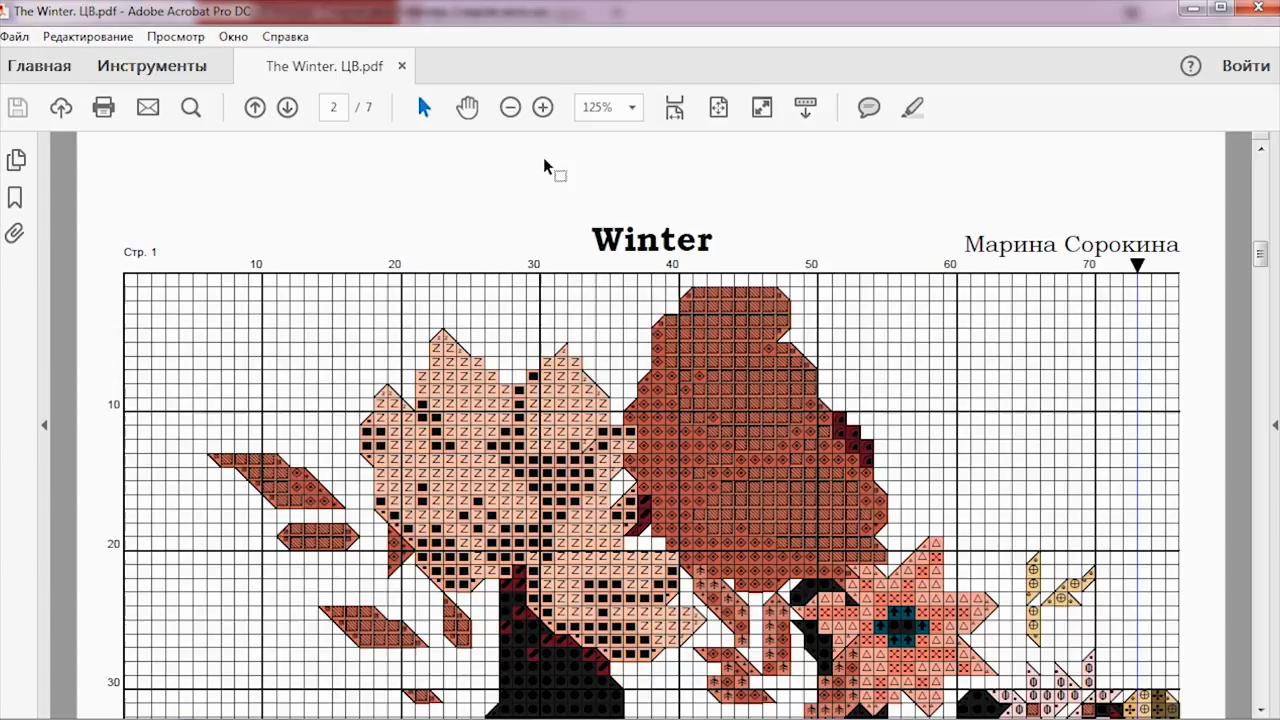 The Winter. ЦВ.pdf - Adobe Acrobat Pro DC
Файл Редактирование Просмотр Окно Справка
Главная Инструменты The Winter. ЦВ.pdf × Войти
2 / 7 125%
Winter
Стр. 1 Марина Сорокина
10 20 30 40 50 60 70
10
20
30